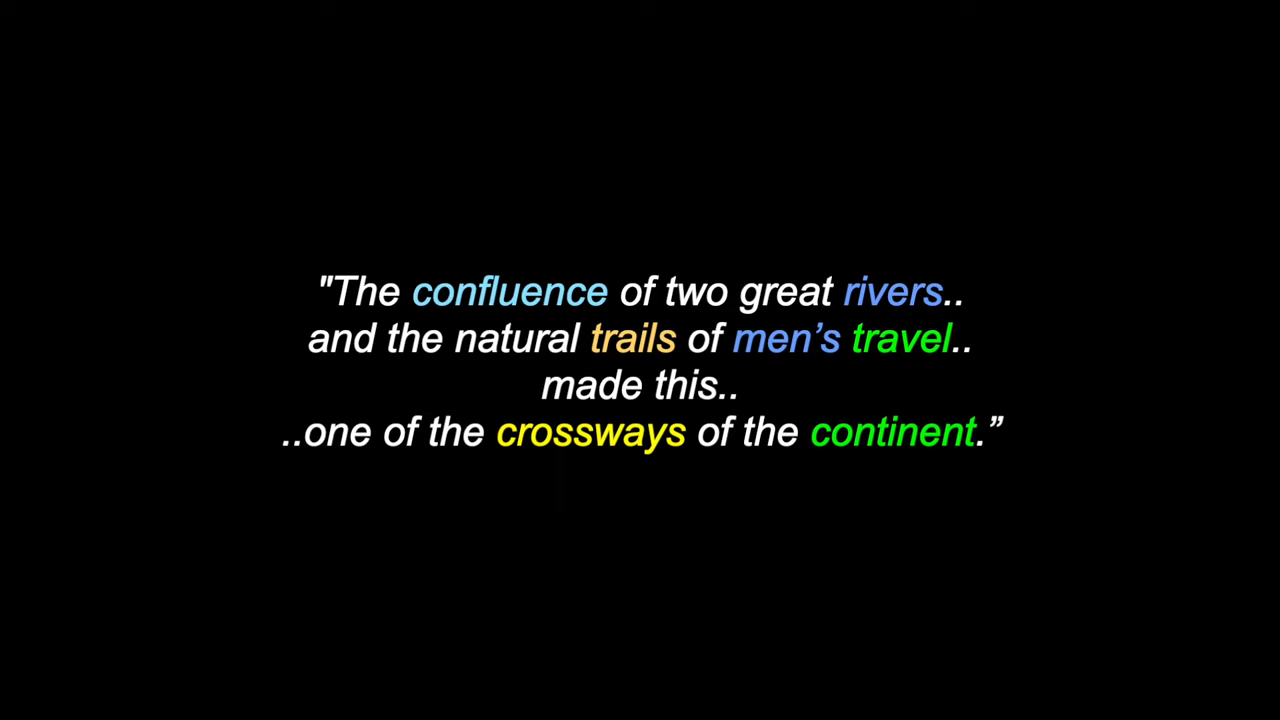 "The confluence of two great rivers..
and the natural trails of men’s travel..
made this..
..one of the crossways of the continent.”